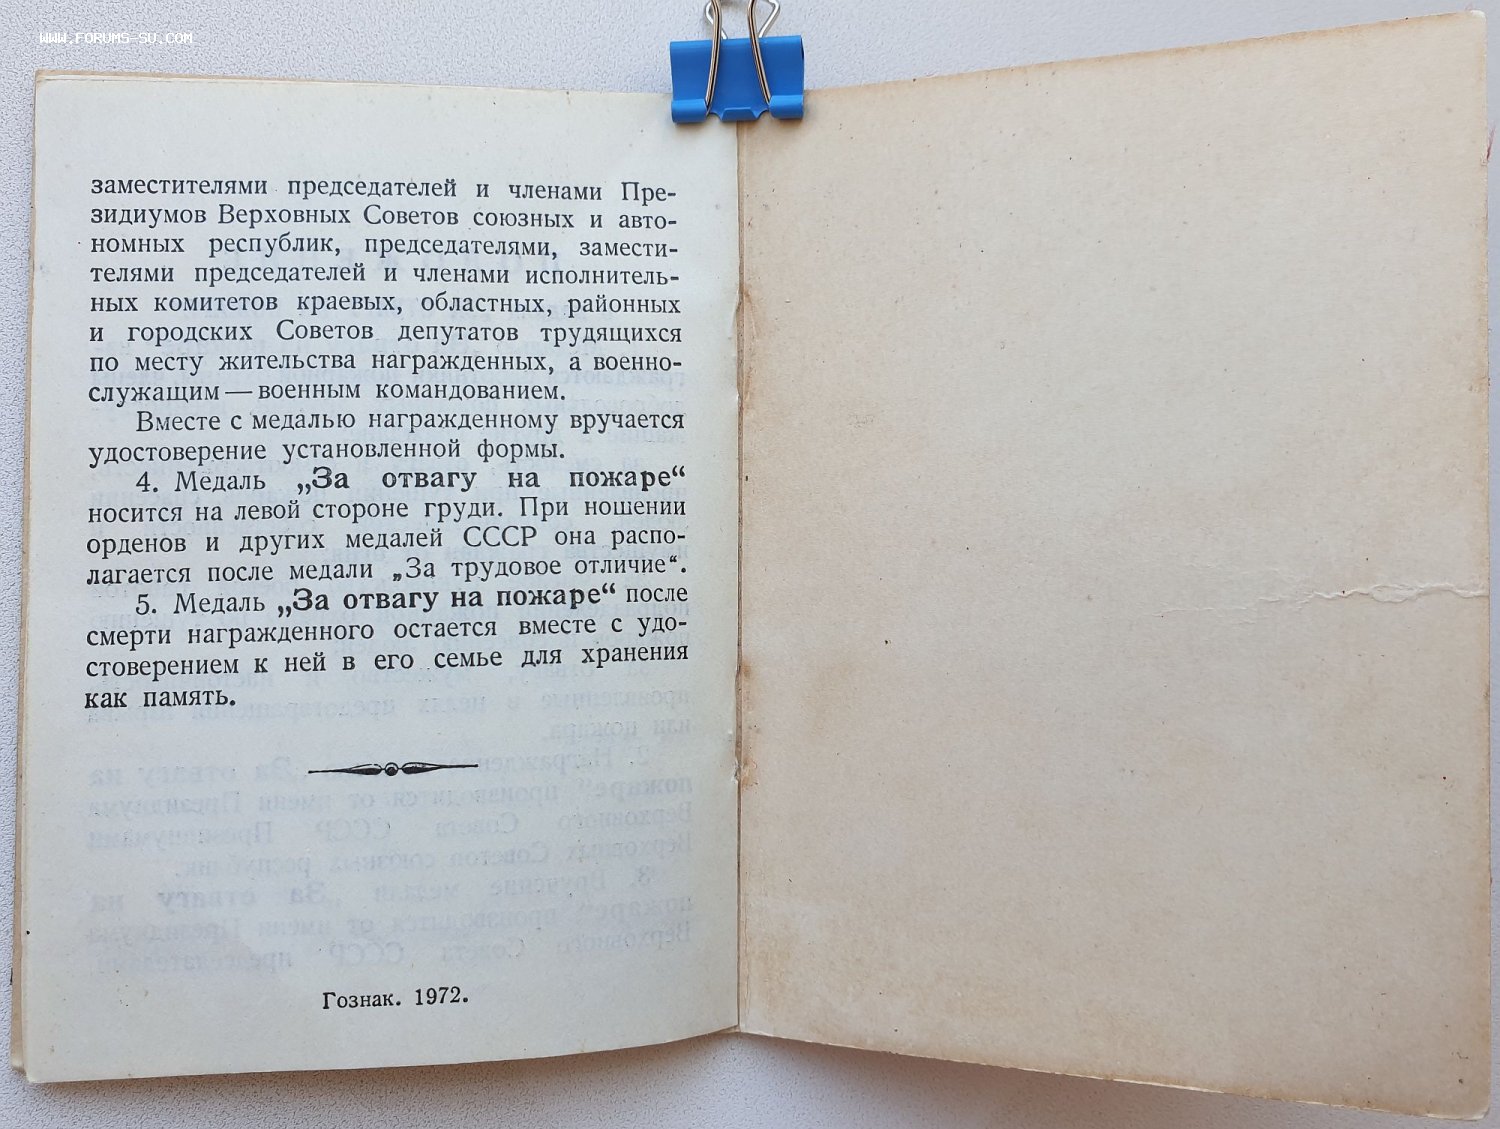 WWW.FORUMS-SU.COM
заместителями председателей и членами Пре-
зидиумов Верховных Советов союзных и авто-
номных республик, председателями, замести-
телями председателей и членами исполнитель-
ных комитетов краевых, областных, районных
и городских Советов депутатов трудящихся
по месту жительства награжденных, а военно-
служащим — военным командованием.
Вместе с медалью награжденному вручается
удостоверение установленной формы.
4. Медаль „За отвагу на пожаре“
носится на левой стороне груди. При ношении
орденов и других медалей СССР она распо-
лагается после медали „За трудовое отличие“.
5. Медаль „За отвагу на пожаре“ после
смерти награжденного остается вместе с удо-
стоверением к ней в его семье для хранения
как память.
Гознак. 1972.